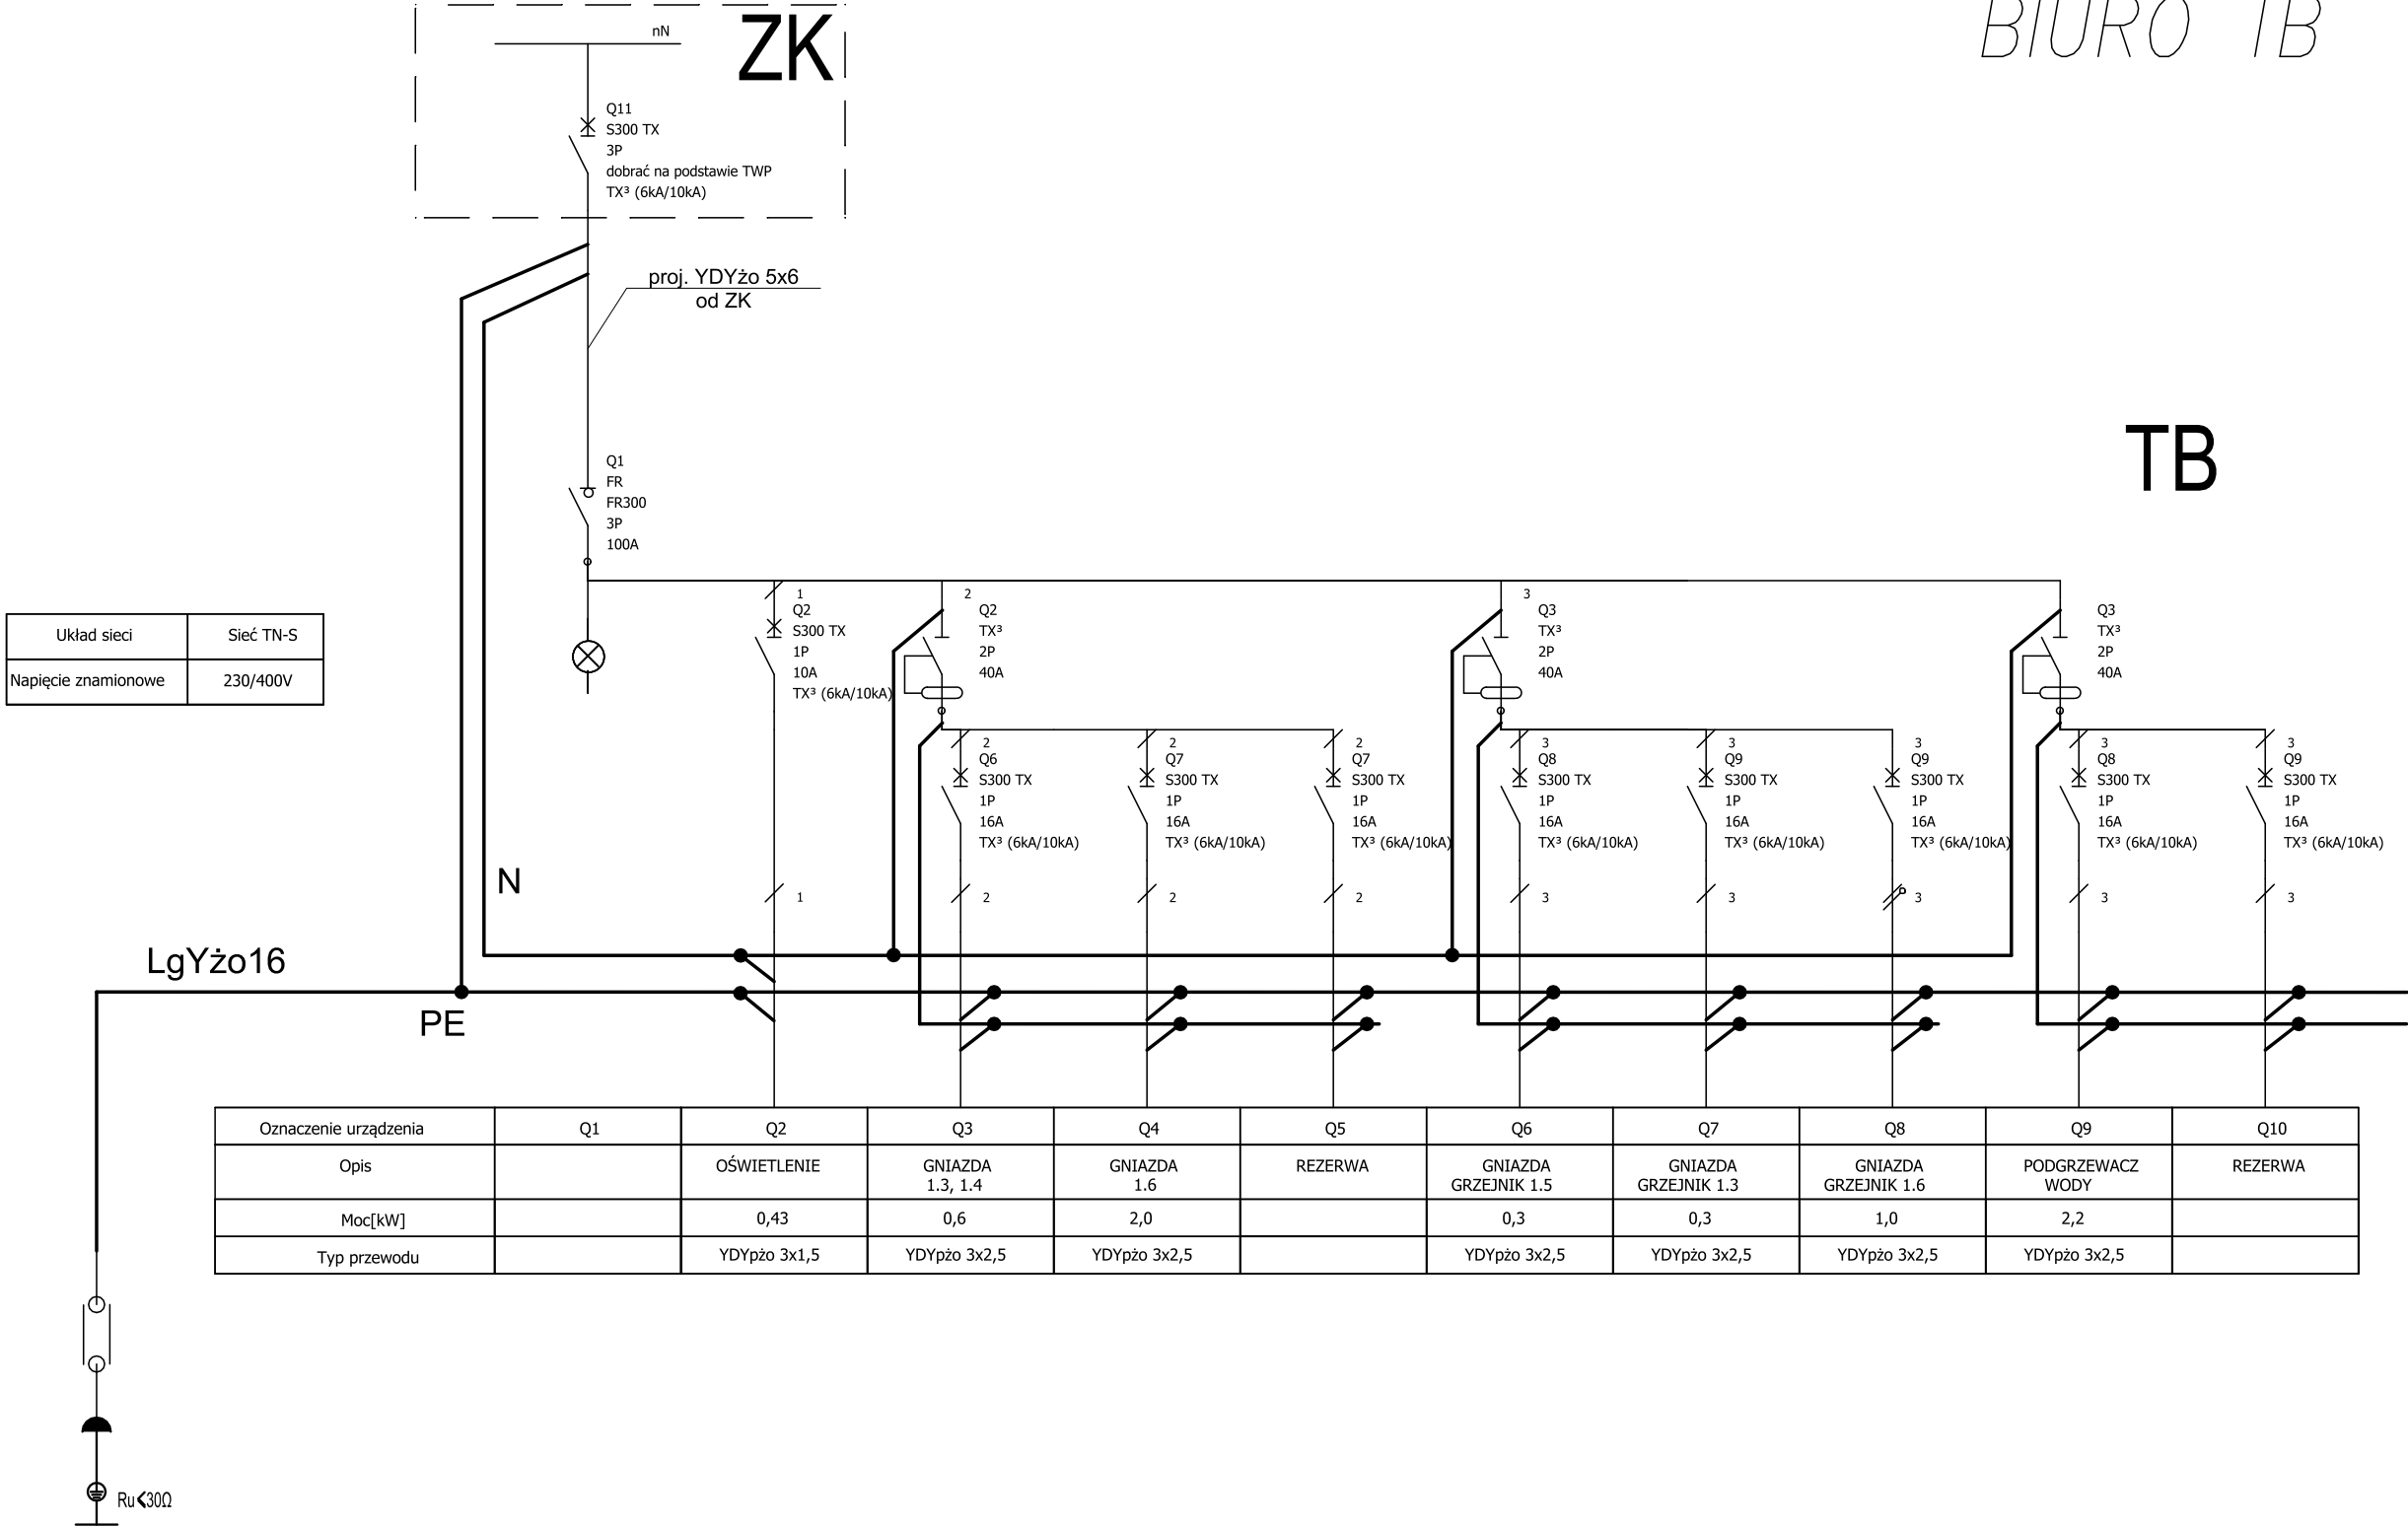 BIURO TB
nN
ZK
Q11
S300 TX
3P
dobrać na podstawie TWP
TX³ (6kA/10kA)
proj. YDYżo 5x6
od ZK
TB
Q1
FR
FR300
3P
100A
Układ sieci Sieć TN-S
Napięcie znamionowe 230/400V
1
Q2
S300 TX
1P
10A
TX³ (6kA/10kA)
2
Q2
TX³
2P
40A
3
Q3
TX³
2P
40A
Q3
TX³
2P
40A
2
Q6
S300 TX
1P
16A
TX³ (6kA/10kA)
2
Q7
S300 TX
1P
16A
TX³ (6kA/10kA)
2
Q7
S300 TX
1P
16A
TX³ (6kA/10kA)
3
Q8
S300 TX
1P
16A
TX³ (6kA/10kA)
3
Q9
S300 TX
1P
16A
TX³ (6kA/10kA)
3
Q9
S300 TX
1P
16A
TX³ (6kA/10kA)
3
Q8
S300 TX
1P
16A
TX³ (6kA/10kA)
3
Q9
S300 TX
1P
16A
TX³ (6kA/10kA)
N
1 2 2 2 3 3 3 3 3
LgYżo16
PE
Oznaczenie urządzenia Q1 Q2 Q3 Q4 Q5 Q6 Q7 Q8 Q9 Q10
Opis OŚWIETLENIE GNIAZDA GNIAZDA REZERWA GNIAZDA GNIAZDA GNIAZDA PODGRZEWACZ REZERWA
1.3, 1.4 1.6 GRZEJNIK 1.5 GRZEJNIK 1.3 GRZEJNIK 1.6 WODY
Moc[kW] 0,43 0,6 2,0 0,3 0,3 1,0 2,2
Typ przewodu YDYpżo 3x1,5 YDYpżo 3x2,5 YDYpżo 3x2,5 YDYpżo 3x2,5 YDYpżo 3x2,5 YDYpżo 3x2,5 YDYpżo 3x2,5
Ru<30Ω